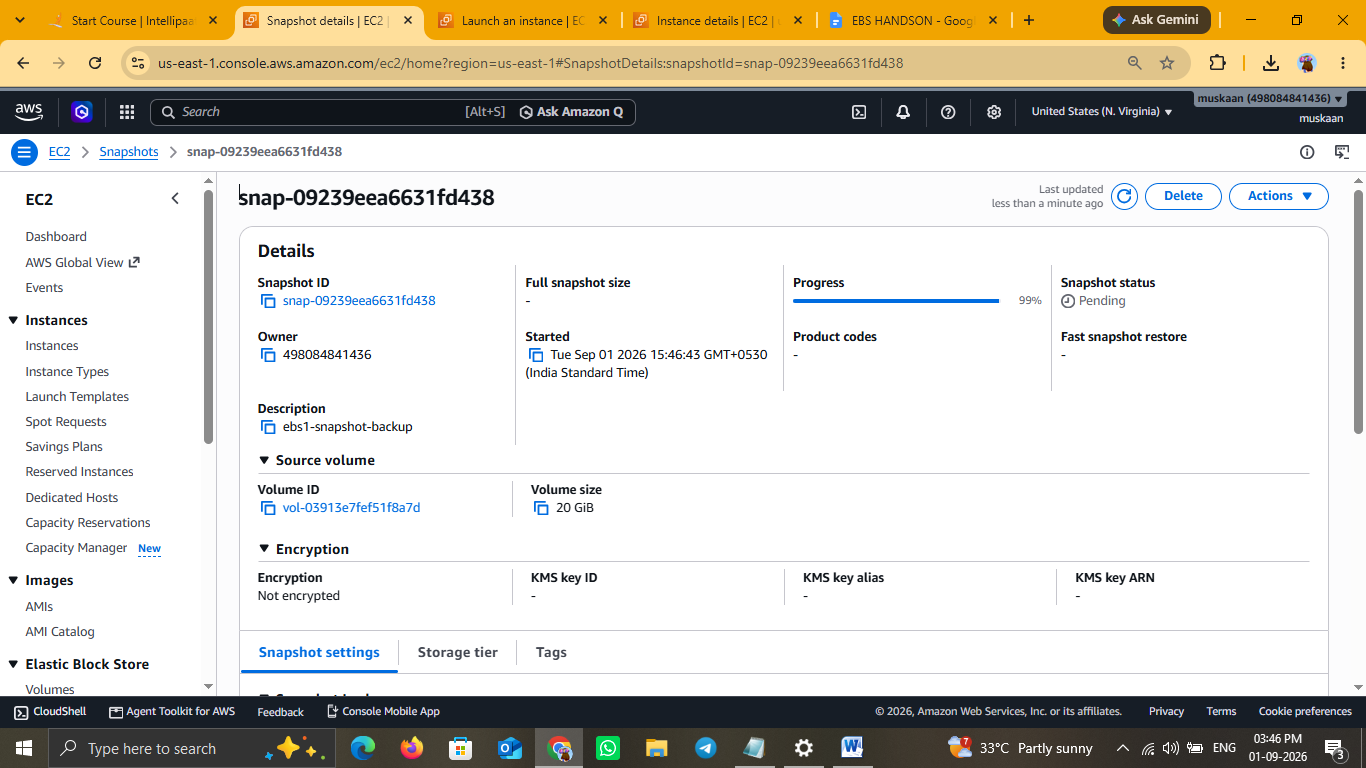 Start Course | Intellipaa
Snapshot details | EC2 |
Launch an instance | EC
Instance details | EC2 |
EBS HANDSON - Goog
Ask Gemini
us-east-1.console.aws.amazon.com/ec2/home?region=us-east-1#SnapshotDetails:snapshotId=snap-09239eea6631fd438
aws
Search
[Alt+S]
Ask Amazon Q
United States (N. Virginia)
muskaan (498084841436)
muskaan
EC2
Snapshots
snap-09239eea6631fd438
EC2
Dashboard
AWS Global View
Events
Instances
Instances
Instance Types
Launch Templates
Spot Requests
Savings Plans
Reserved Instances
Dedicated Hosts
Capacity Reservations
Capacity Manager New
Images
AMIs
AMI Catalog
Elastic Block Store
Volumes
snap-09239eea6631fd438
Last updated
less than a minute ago
Delete
Actions
Details
Snapshot ID
snap-09239eea6631fd438
Full snapshot size
-
Progress
99%
Snapshot status
Pending
Owner
498084841436
Started
Tue Sep 01 2026 15:46:43 GMT+0530
(India Standard Time)
Product codes
-
Fast snapshot restore
-
Description
ebs1-snapshot-backup
Source volume
Volume ID
vol-03913e7fef51f8a7d
Volume size
20 GiB
Encryption
Encryption
Not encrypted
KMS key ID
-
KMS key alias
-
KMS key ARN
-
Snapshot settings
Storage tier
Tags
CloudShell
Agent Toolkit for AWS
Feedback
Console Mobile App
© 2026, Amazon Web Services, Inc. or its affiliates.
Privacy
Terms
Cookie preferences
Type here to search
7
33°C Partly sunny
ENG
03:46 PM
01-09-2026
3